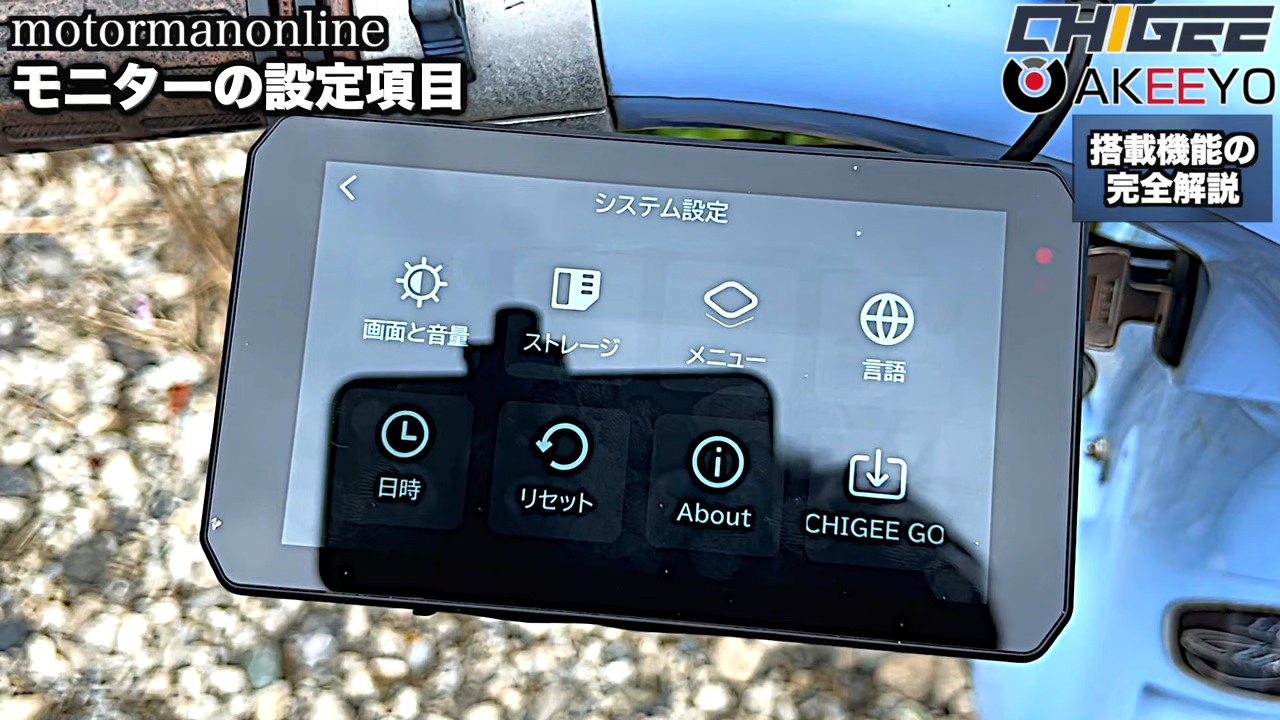 motormanonline
モニターの設定項目
CHIGEE
AKEEYO
搭載機能の
完全解説
システム設定
画面と音量
ストレージ
メニュー
言語
日時
リセット
About
CHIGEE GO